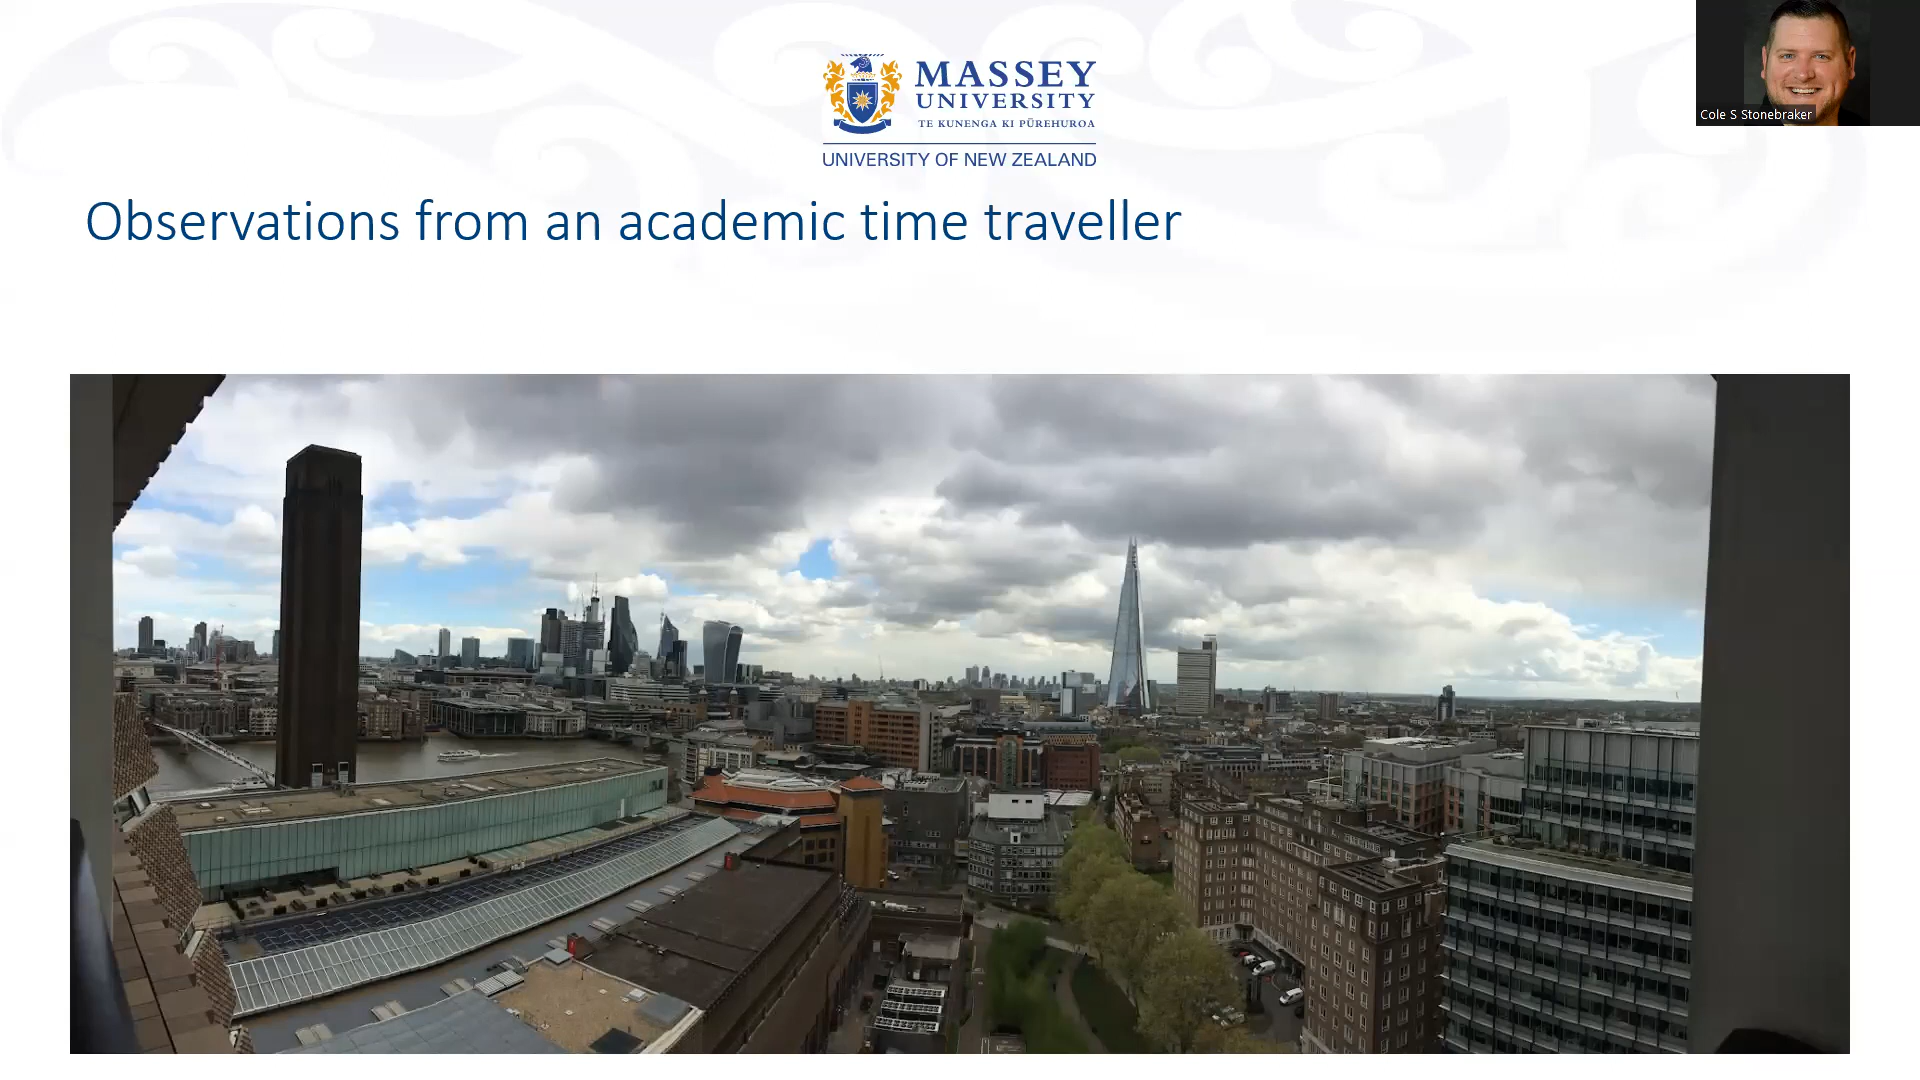 MASSEY
UNIVERSITY
TE KUNENGA KI PŪREHUROA
UNIVERSITY OF NEW ZEALAND
Cole S Stonebraker
Observations from an academic time traveller